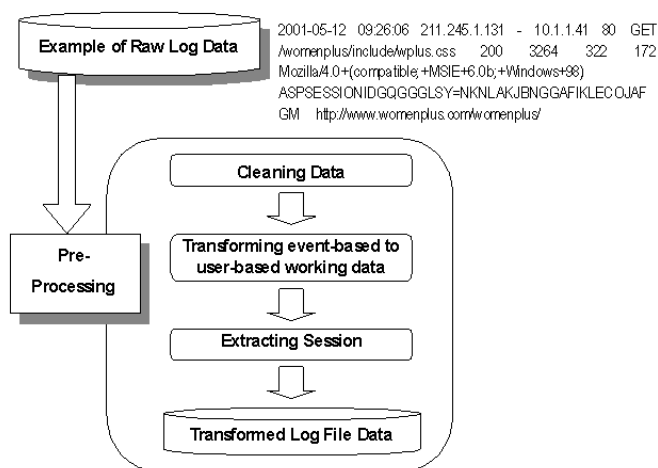 Example of Raw Log Data
2001-05-12 09:26:06 211.245.1.131 - 10.1.1.41 80 GET
/womenplus/include/wplus.css 200 3264 322 172
Mozilla/4.0+(compatible;+MSIE+6.0b;+Windows+98)
ASPSESSIONIDGQGGGLSY=NKNLAKJBNGGAFIKLECOJAF
GM http://www.womenplus.com/womenplus/
Cleaning Data
Transforming event-based to
user-based working data
Pre-
Processing
Extracting Session
Transformed Log File Data